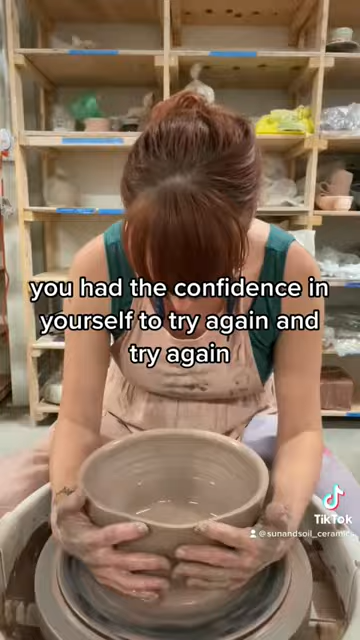 you had the confidence in
yourself to try again and
try again
TikTok
@sunandsoil_ceramic